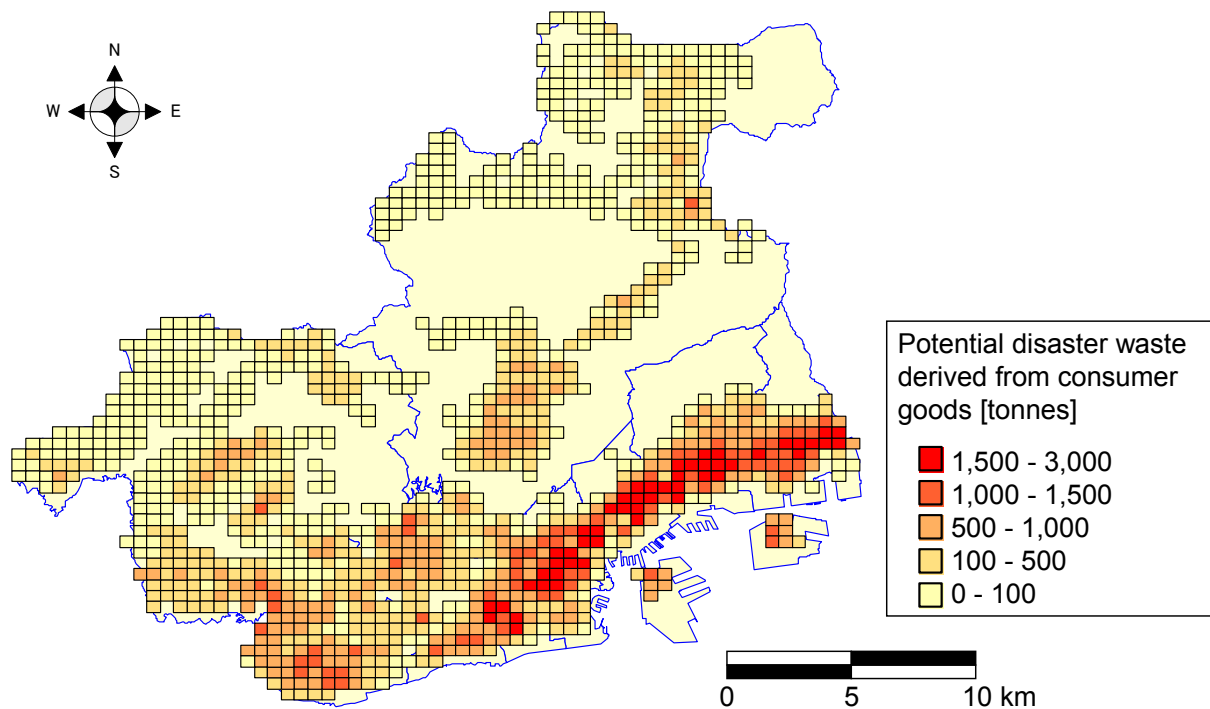 N
W E
S
Potential disaster waste
derived from consumer
goods [tonnes]
1,500 - 3,000
1,000 - 1,500
500 - 1,000
100 - 500
0 - 100
0 5 10 km